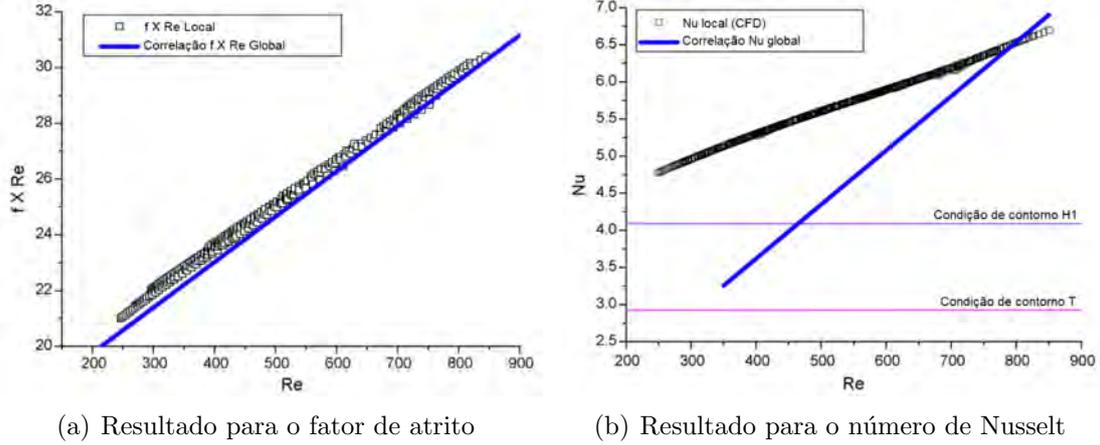 32
30
28
26
24
22
20
f X Re
200 300 400 500 600 700 800 900
Re
f X Re Local
Correlação f X Re Global
(a) Resultado para o fator de atrito
7.0
6.5
6.0
5.5
5.0
4.5
4.0
3.5
3.0
2.5
Nu
200 300 400 500 600 700 800 900
Re
Nu local (CFD)
Correlação Nu global
Condição de contorno H1
Condição de contorno T
(b) Resultado para o número de Nusselt